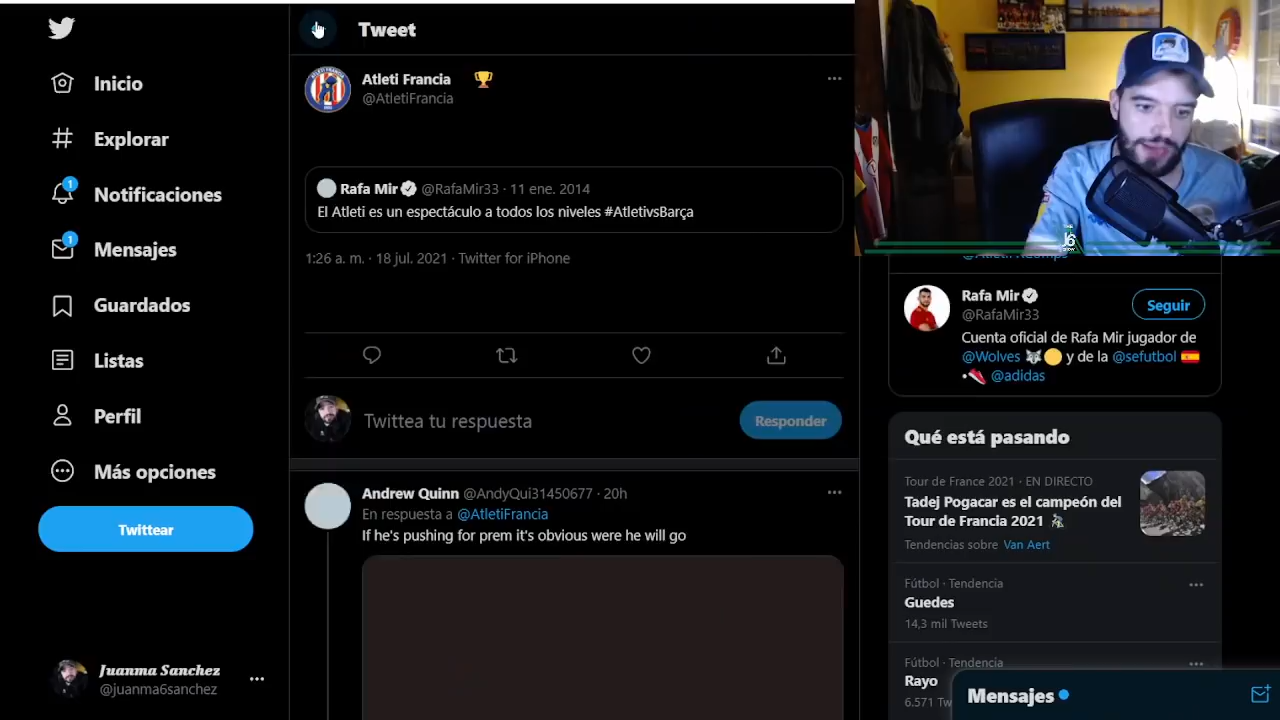 Tweet
Inicio
Explorar
1
Notificaciones
1
Mensajes
Guardados
Listas
Perfil
Más opciones
Twittear
Juanma Sanchez
@juanma6sanchez
Atleti Francia
@AtletiFrancia
Rafa Mir @RafaMir33 · 11 ene. 2014
El Atleti es un espectáculo a todos los niveles #AtletivsBarça
1:26 a. m. · 18 jul. 2021 · Twitter for iPhone
Twittea tu respuesta
Responder
Andrew Quinn @AndyQui31450677 · 20h
En respuesta a @AtletiFrancia
If he's pushing for prem it's obvious were he will go
J6
Rafa Mir
@RafaMir33
Seguir
Cuenta oficial de Rafa Mir jugador de
@Wolves y de la @sefutbol
• @adidas
Qué está pasando
Tour de France 2021 · EN DIRECTO
Tadej Pogacar es el campeón del
Tour de Francia 2021
Tendencias sobre Van Aert
Fútbol · Tendencia
Guedes
14,3 mil Tweets
Fútbol · Tendencia
Rayo
6.571 Tw
Mensajes